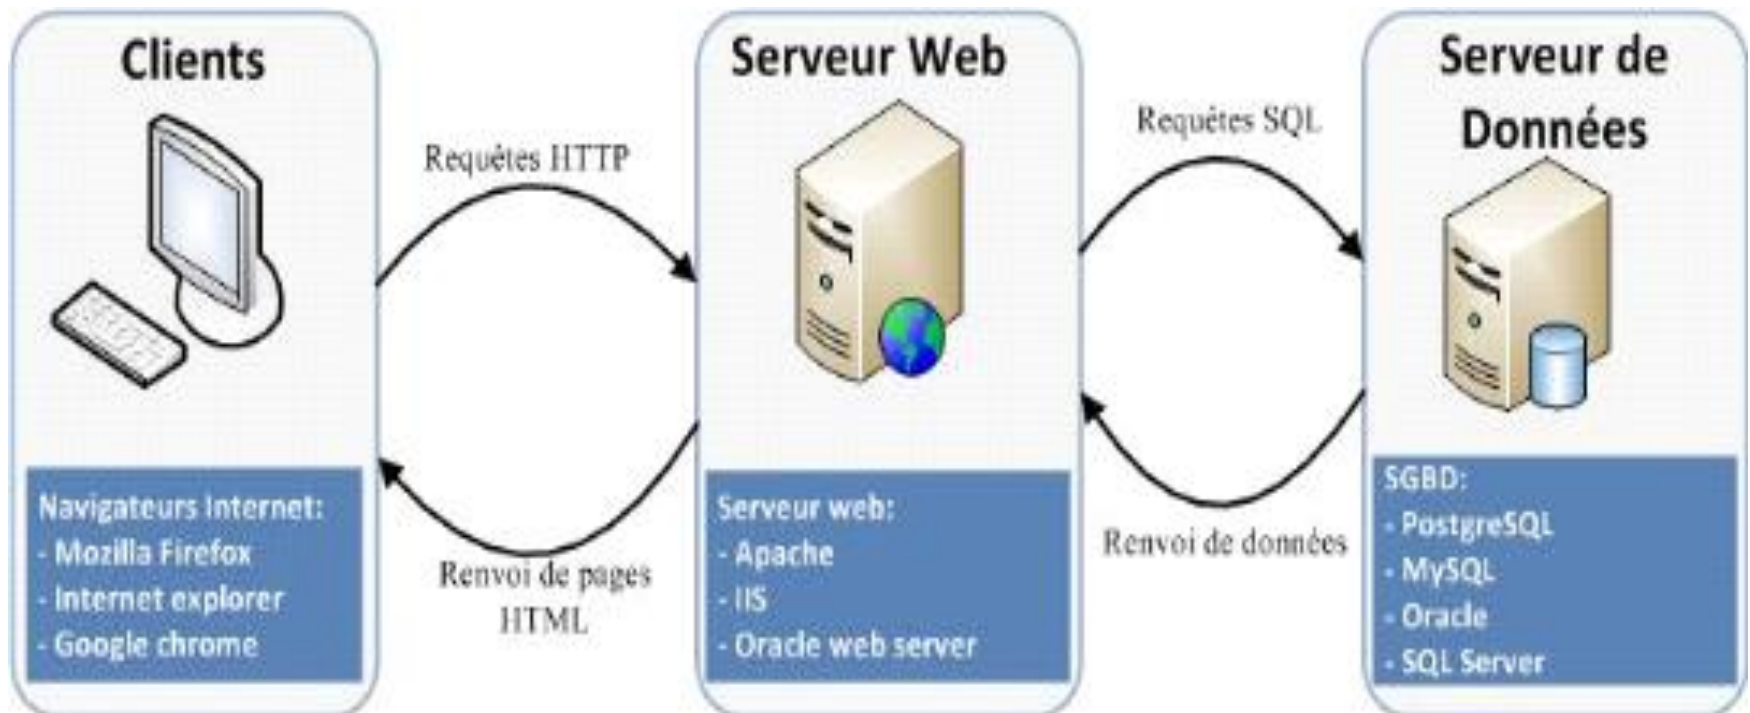 Clients
Navigateurs Internet:
- Mozilla Firefox
- Internet explorer
- Google chrome
Requêtes HTTP
Renvoi de pages
HTML
Serveur Web
Serveur web:
- Apache
- IIS
- Oracle web server
Requêtes SQL
Renvoi de données
Serveur de
Données
SGBD:
- PostgreSQL
- MySQL
- Oracle
- SQL Server